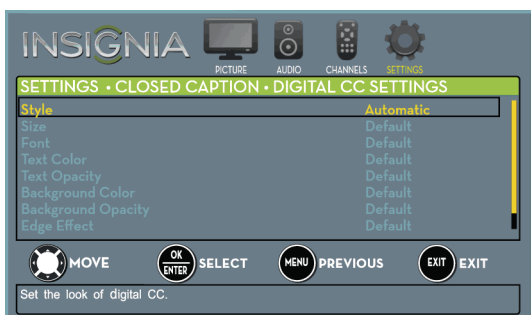 INSIGNIA
PICTURE AUDIO CHANNELS SETTINGS
SETTINGS • CLOSED CAPTION • DIGITAL CC SETTINGS
Style Automatic
Size Default
Font Default
Text Color Default
Text Opacity Default
Background Color Default
Background Opacity Default
Edge Effect Default
MOVE OK ENTER SELECT MENU PREVIOUS EXIT EXIT
Set the look of digital CC.